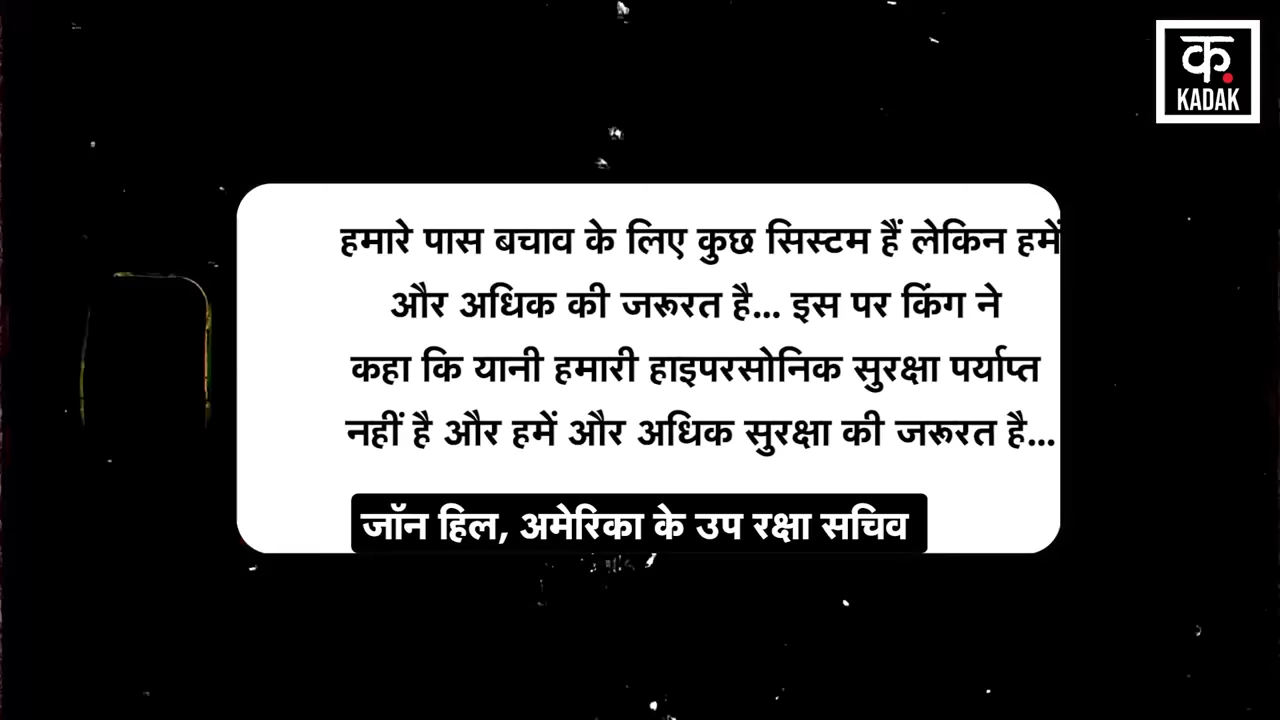 क
KADAK
हमारे पास बचाव के लिए कुछ सिस्टम हैं लेकिन हमें
और अधिक की जरूरत है... इस पर किंग ने
कहा कि यानी हमारी हाइपरसोनिक सुरक्षा पर्याप्त
नहीं है और हमें और अधिक सुरक्षा की जरूरत है...
जॉन हिल, अमेरिका के उप रक्षा सचिव